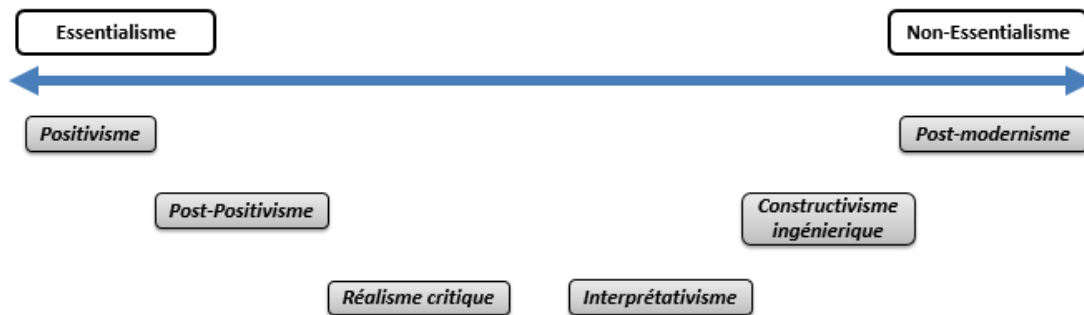 Essentialisme
Non-Essentialisme
Positivisme
Post-modernisme
Post-Positivisme
Constructivisme
ingénierique
Réalisme critique
Interprétativisme